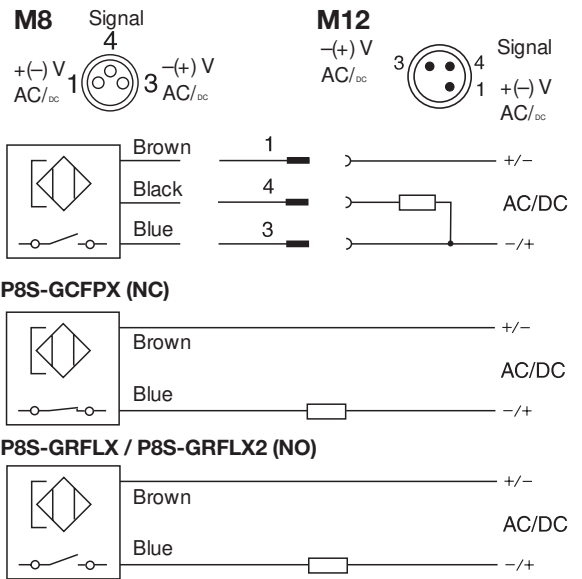 M8
Signal
4
+(–) V
AC/DC
1
3
–(+) V
AC/DC
M12
–(+) V
AC/DC
3
4
Signal
1
+(–) V
AC/DC
Brown 1 +/–
Black 4 AC/DC
Blue 3 –/+
P8S-GCFPX (NC)
+/–
Brown
AC/DC
Blue
–/+
P8S-GRFLX / P8S-GRFLX2 (NO)
+/–
Brown
AC/DC
Blue
–/+